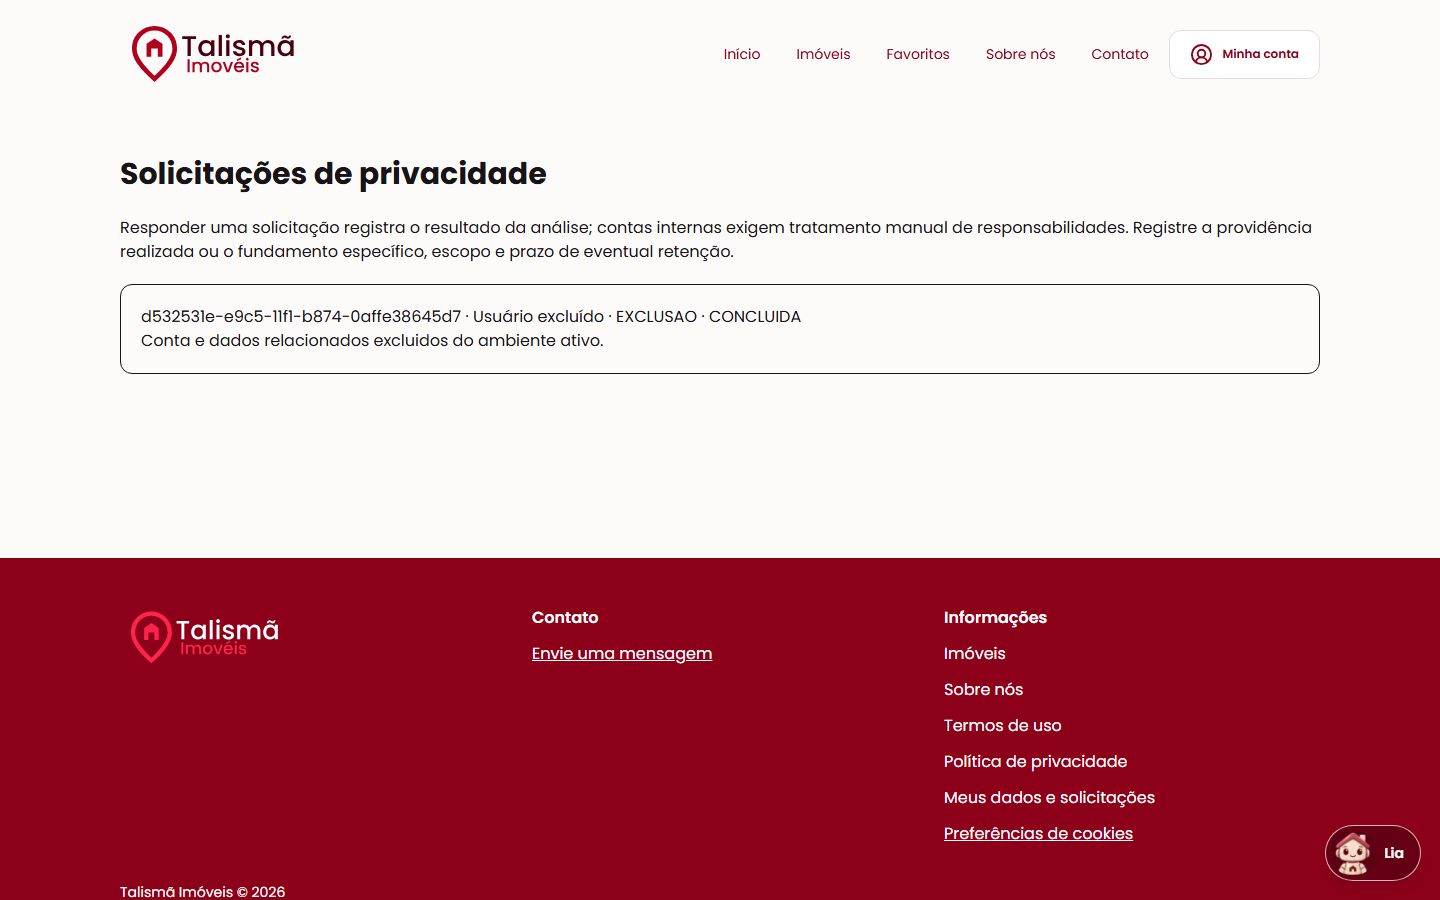 Talismã
Imovéis
Início
Imóveis
Favoritos
Sobre nós
Contato
Minha conta
Solicitações de privacidade
Responder uma solicitação registra o resultado da análise; contas internas exigem tratamento manual de responsabilidades. Registre a providência
realizada ou o fundamento específico, escopo e prazo de eventual retenção.
d532531e-e9c5-11f1-b874-0affe38645d7 · Usuário excluído · EXCLUSAO · CONCLUIDA
Conta e dados relacionados excluidos do ambiente ativo.
Talismã
Imovéis
Contato
Envie uma mensagem
Informações
Imóveis
Sobre nós
Termos de uso
Política de privacidade
Meus dados e solicitações
Preferências de cookies
Lia
Talismã Imóveis © 2026